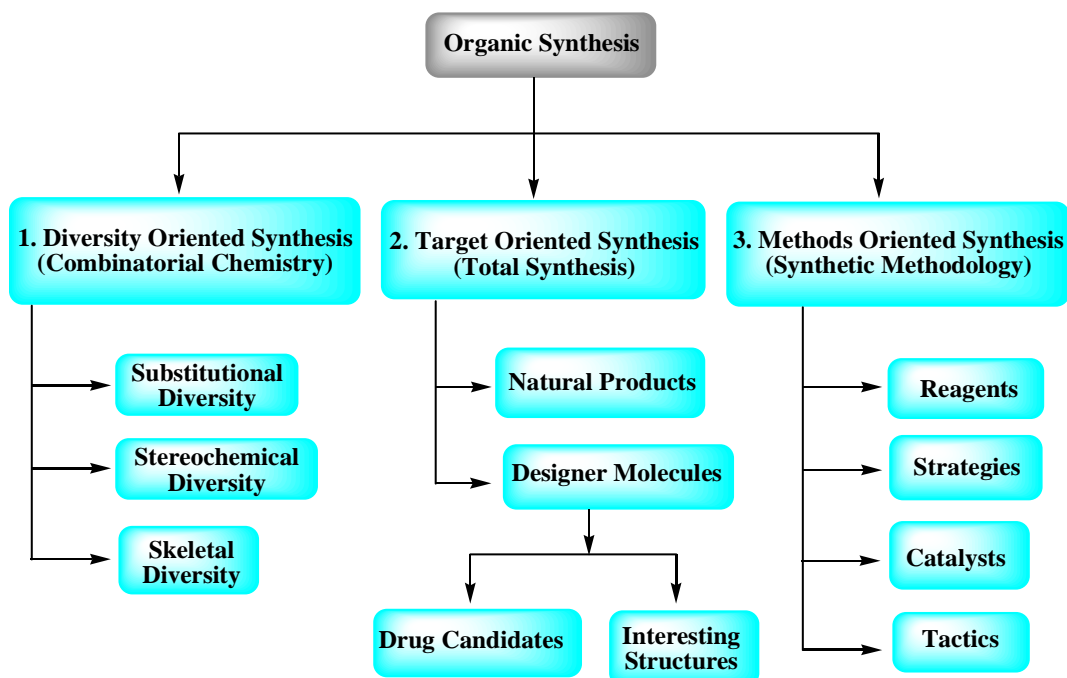 Organic Synthesis
1. Diversity Oriented Synthesis
(Combinatorial Chemistry)
Substitutional
Diversity
Stereochemical
Diversity
Skeletal
Diversity
2. Target Oriented Synthesis
(Total Synthesis)
Natural Products
Designer Molecules
Drug Candidates
Interesting
Structures
3. Methods Oriented Synthesis
(Synthetic Methodology)
Reagents
Strategies
Catalysts
Tactics